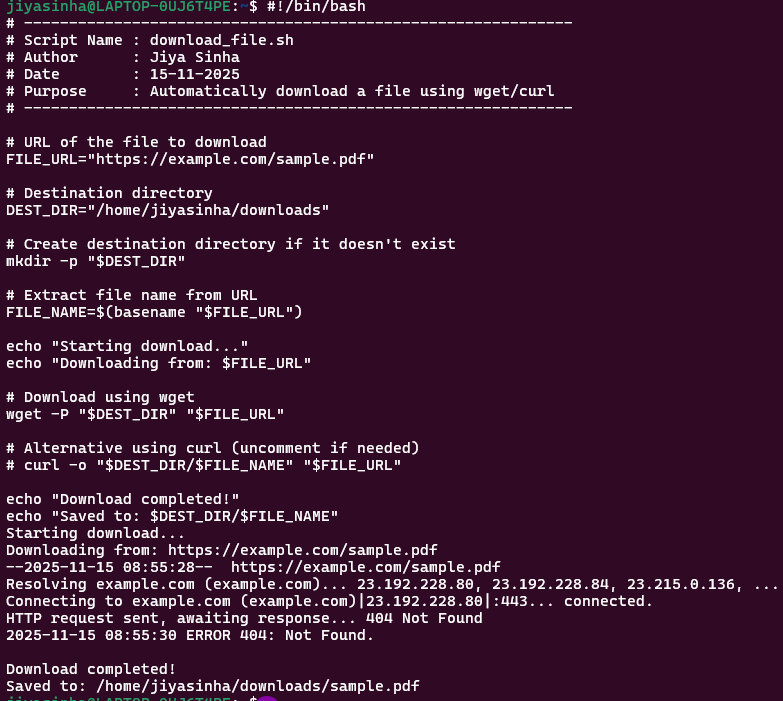 jiyasinha@LAPTOP-0UJ6T4PE:~$ #!/bin/bash
# -------------------------------------------------------------
# Script Name : download_file.sh
# Author      : Jiya Sinha
# Date        : 15-11-2025
# Purpose     : Automatically download a file using wget/curl
# -------------------------------------------------------------

# URL of the file to download
FILE_URL="https://example.com/sample.pdf"

# Destination directory
DEST_DIR="/home/jiyasinha/downloads"

# Create destination directory if it doesn't exist
mkdir -p "$DEST_DIR"

# Extract file name from URL
FILE_NAME=$(basename "$FILE_URL")

echo "Starting download..."
echo "Downloading from: $FILE_URL"

# Download using wget
wget -P "$DEST_DIR" "$FILE_URL"

# Alternative using curl (uncomment if needed)
# curl -o "$DEST_DIR/$FILE_NAME" "$FILE_URL"

echo "Download completed!"
echo "Saved to: $DEST_DIR/$FILE_NAME"
Starting download...
Downloading from: https://example.com/sample.pdf
--2025-11-15 08:55:28--  https://example.com/sample.pdf
Resolving example.com (example.com)... 23.192.228.80, 23.192.228.84, 23.215.0.136, ...
Connecting to example.com (example.com)|23.192.228.80|:443... connected.
HTTP request sent, awaiting response... 404 Not Found
2025-11-15 08:55:30 ERROR 404: Not Found.

Download completed!
Saved to: /home/jiyasinha/downloads/sample.pdf
jiyasinha@LAPTOP-0UJ6T4PE:~$